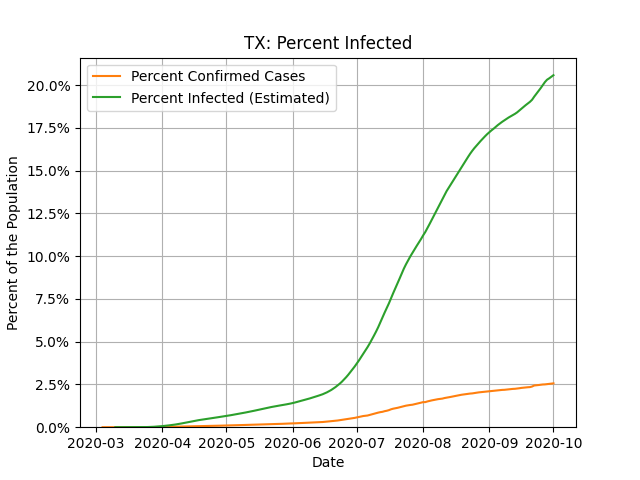 TX: Percent Infected
Percent Confirmed Cases
Percent Infected (Estimated)
Percent of the Population
20.0%
17.5%
15.0%
12.5%
10.0%
7.5%
5.0%
2.5%
0.0%
2020-03 2020-04 2020-05 2020-06 2020-07 2020-08 2020-09 2020-10
Date